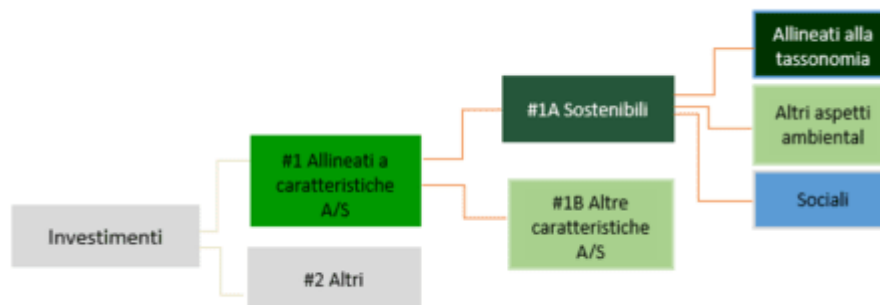 Investimenti
#1 Allineati a
caratteristiche
A/S
#2 Altri
#1A Sostenibili
#1B Altre
caratteristiche
A/S
Allineati alla
tassonomia
Altri aspetti
ambiental
Sociali